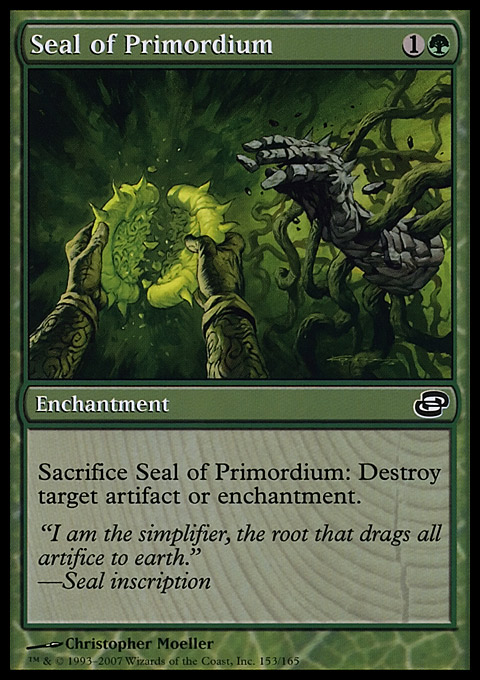 Seal of Primordium 1
Enchantment
Sacrifice Seal of Primordium: Destroy
target artifact or enchantment.
“I am the simplifier, the root that drags all
artifice to earth.”
—Seal inscription
Christopher Moeller
™ & © 1993–2007 Wizards of the Coast, Inc. 153/165